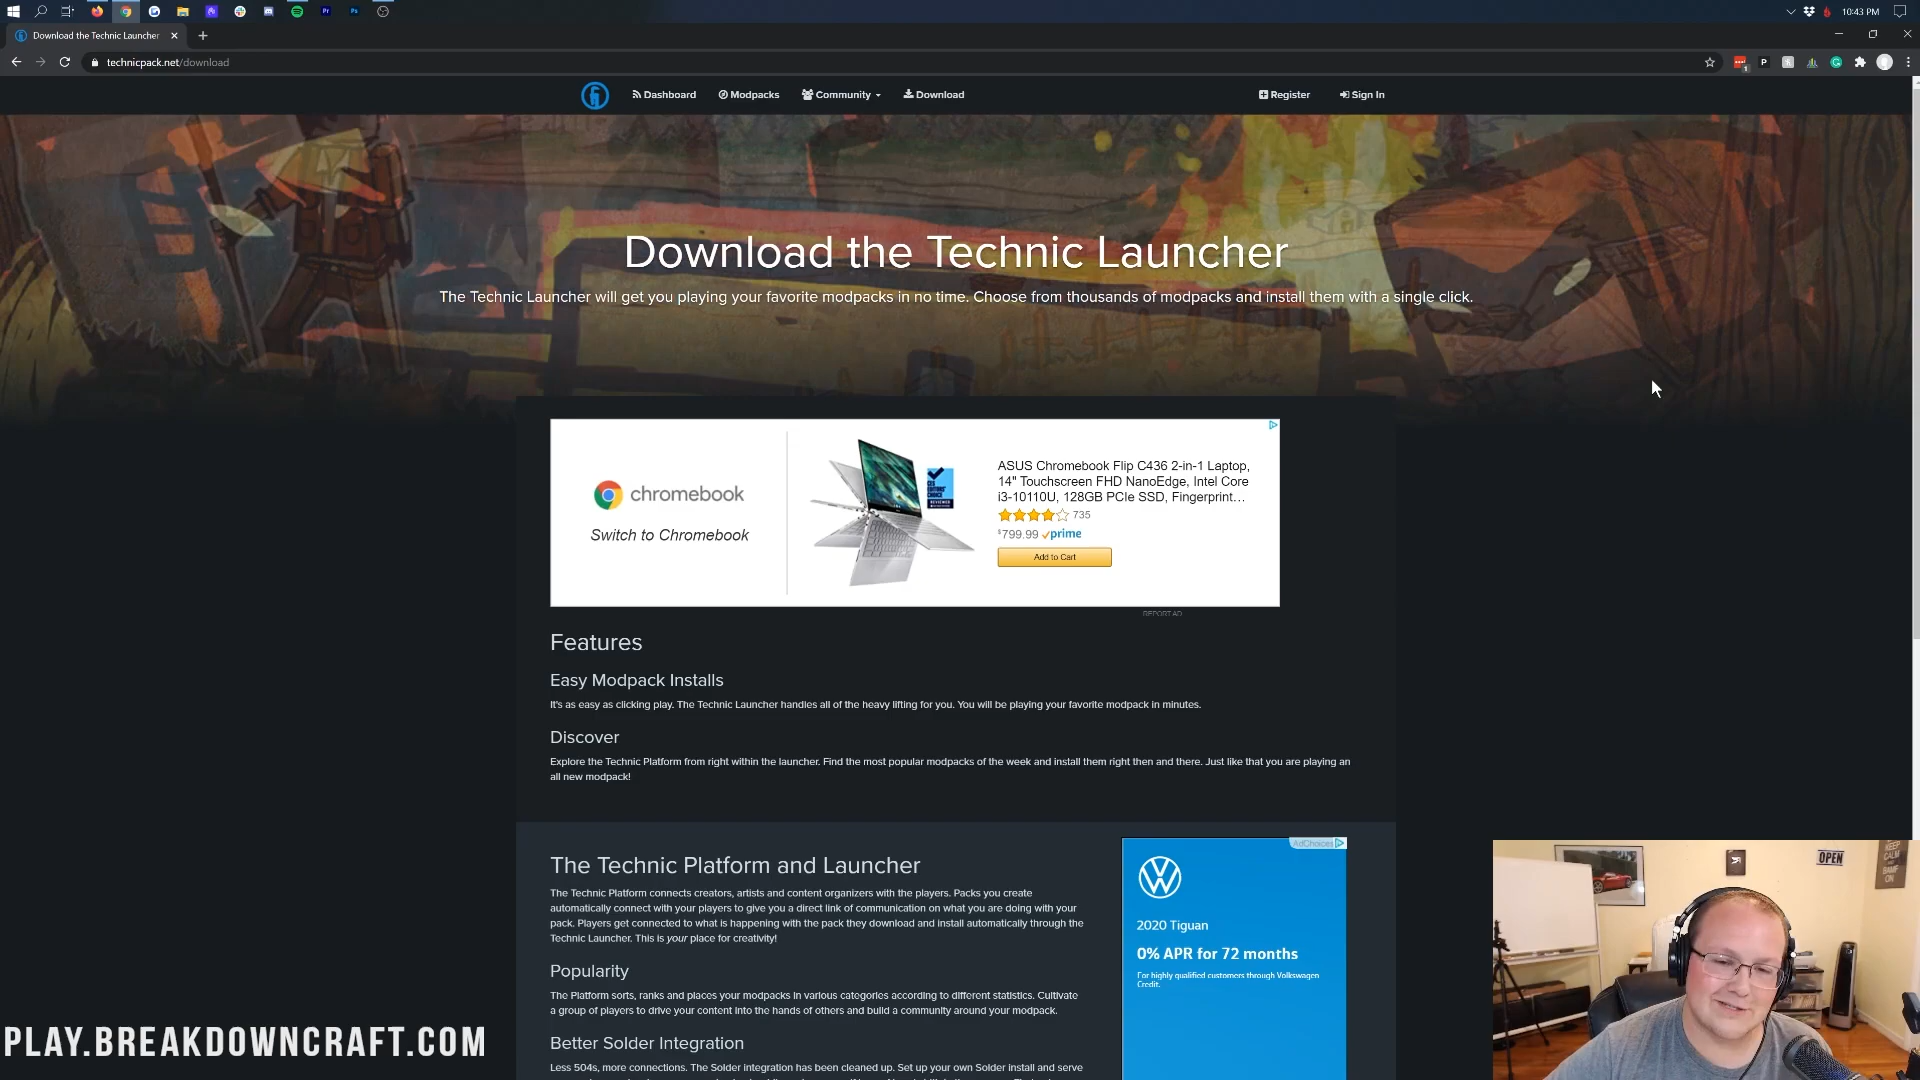 10:43 PM
Download the Technic Launcher
technicpack.net/download
Dashboard
Modpacks
Community
Download
Register
Sign In
Download the Technic Launcher
The Technic Launcher will get you playing your favorite modpacks in no time. Choose from thousands of modpacks and install them with a single click.
chromebook
Switch to Chromebook
ASUS Chromebook Flip C436 2-in-1 Laptop,
14" Touchscreen FHD NanoEdge, Intel Core
i3-10110U, 128GB PCIe SSD, Fingerprint...
735
$799.99 prime
Add to Cart
REPORT AD
Features
Easy Modpack Installs
It's as easy as clicking play. The Technic Launcher handles all of the heavy lifting for you. You will be playing your favorite modpack in minutes.
Discover
Explore the Technic Platform from right within the launcher. Find the most popular modpacks of the week and install them right then and there. Just like that you are playing an
all new modpack!
The Technic Platform and Launcher
The Technic Platform connects creators, artists and content organizers with the players. Packs you create
automatically connect with your players to give you a direct link of communication on what you are doing with your
pack. Players get connected to what is happening with the pack they download and install automatically through the
Technic Launcher. This is your place for creativity!
Popularity
The Platform sorts, ranks and places your modpacks in various categories according to different statistics. Cultivate
a group of players to drive your content into the hands of others and build a community around your modpack.
Better Solder Integration
Less 504s, more connections. The Solder integration has been cleaned up. Set up your own Solder install and serve
AdChoices
2020 Tiguan
0% APR for 72 months
For highly qualified customers through Volkswagen
Credit.
OPEN
KEEP
CALM
AND
BAMF
ON
PLAY.BREAKDOWNCRAFT.COM